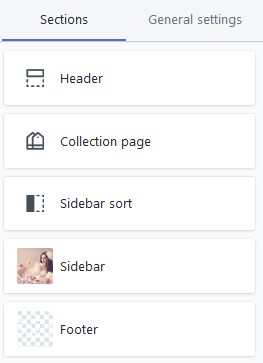 Sections
General settings
Header
Collection page
Sidebar sort
Sidebar
Footer